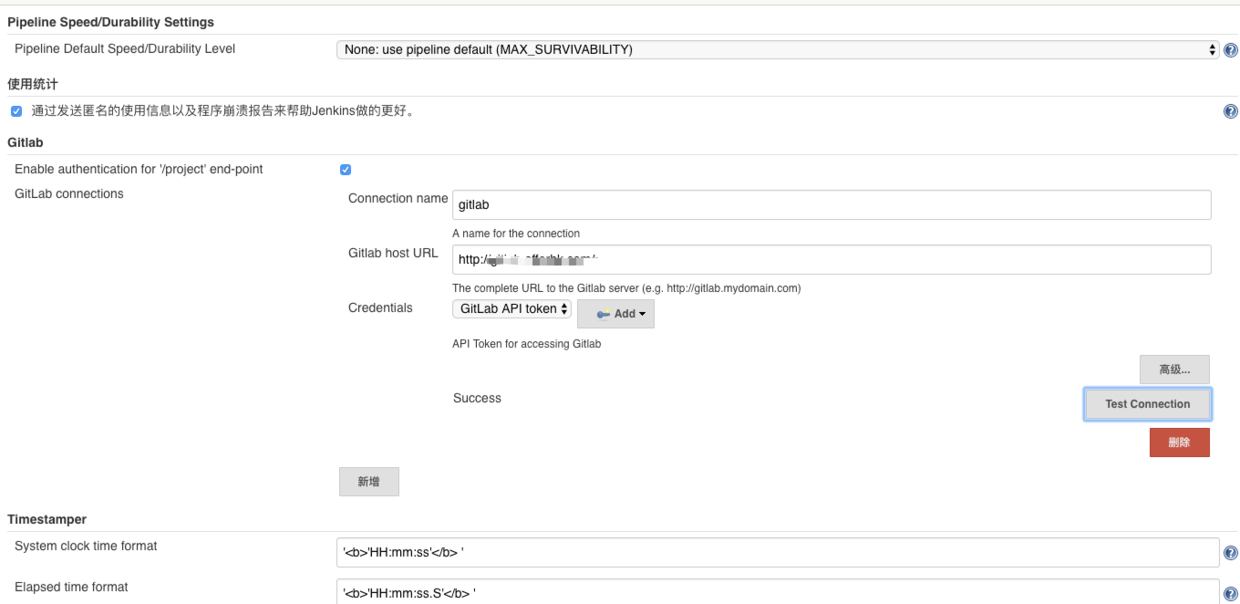 Pipeline Speed/Durability Settings
Pipeline Default Speed/Durability Level
None: use pipeline default (MAX_SURVIVABILITY)
使用统计
通过发送匿名的使用信息以及程序崩溃报告来帮助Jenkins做的更好。
Gitlab
Enable authentication for '/project' end-point
GitLab connections
Connection name
gitlab
A name for the connection
Gitlab host URL
http:/
The complete URL to the Gitlab server (e.g. http://gitlab.mydomain.com)
Credentials
GitLab API token
Add
API Token for accessing Gitlab
高级...
Success
Test Connection
删除
新增
Timestamper
System clock time format
'<b>'HH:mm:ss'</b> '
Elapsed time format
'<b>'HH:mm:ss.S'</b> '